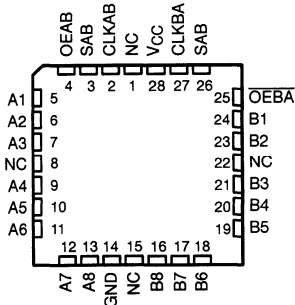 OEAB SAB CLKAB NC VCC CLKBA SAB
4 3 2 1 28 27 26
A1 5 25 OEBA
A2 6 24 B1
A3 7 23 B2
NC 8 22 NC
A4 9 21 B3
A5 10 20 B4
A6 11 19 B5
12 13 14 15 16 17 18
A7 A8 GND NC B8 B7 B6